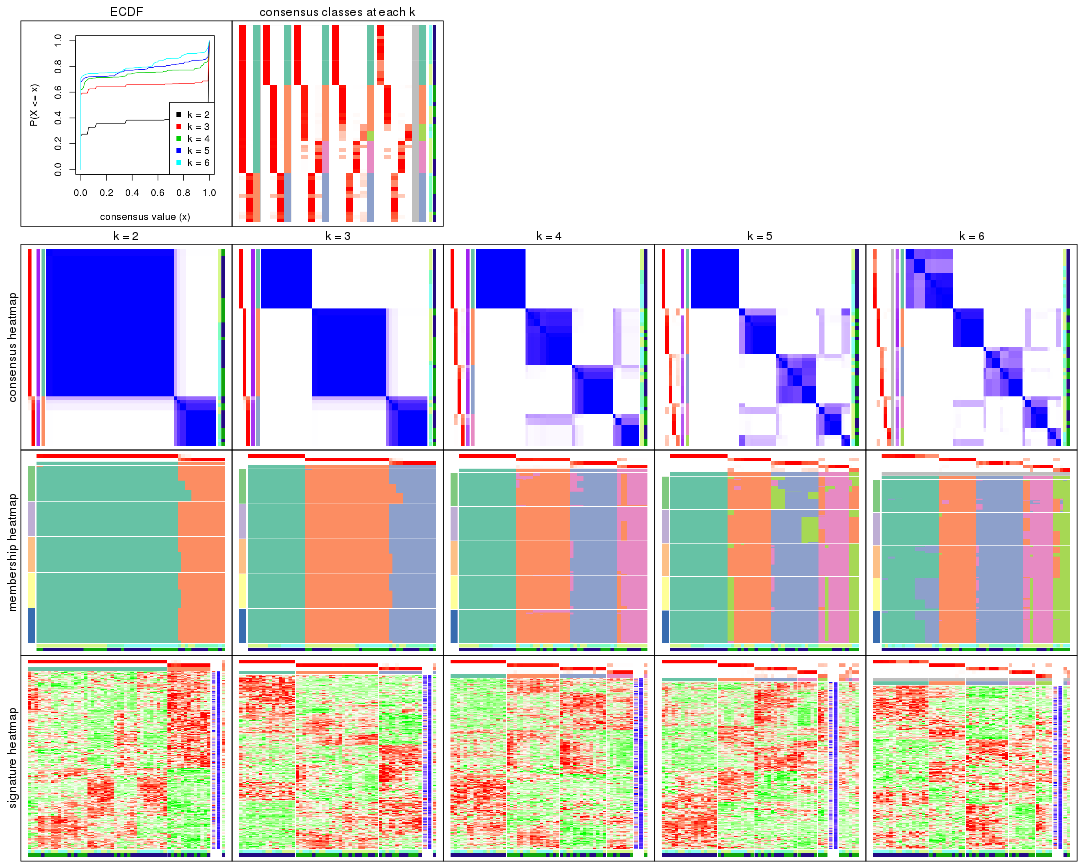 ECDF
consensus classes at each k
P(X <= x)
0.0 0.2 0.4 0.6 0.8 1.0
k = 2
k = 3
k = 4
k = 5
k = 6
0.0 0.2 0.4 0.6 0.8 1.0
consensus value (x)
k = 2
k = 3
k = 4
k = 5
k = 6
consensus heatmap
membership heatmap
signature heatmap